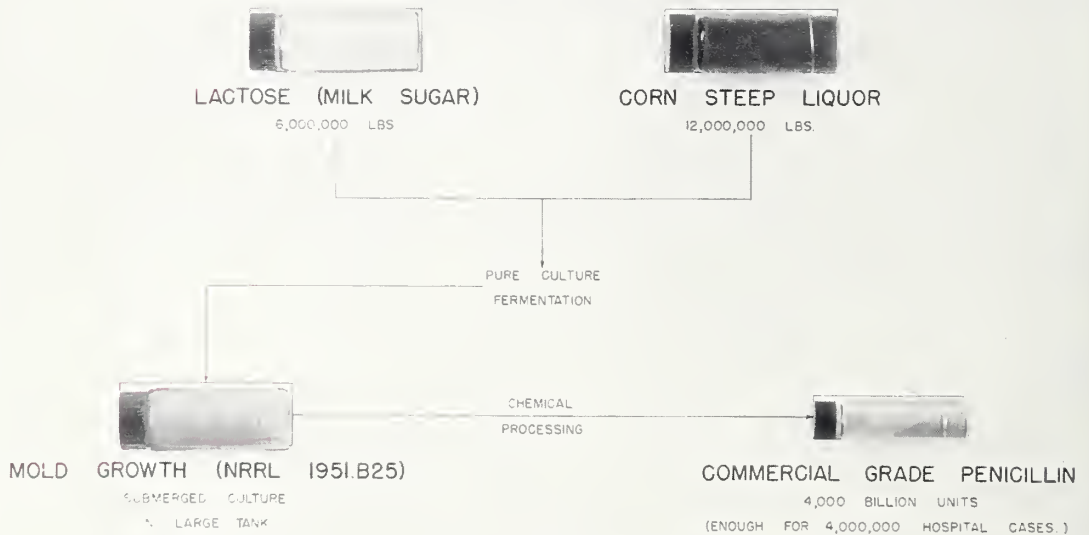 LACTOSE (MILK SUGAR)
6,000,000 LBS
CORN STEEP LIQUOR
12,000,000 LBS.
PURE CULTURE
FERMENTATION
MOLD GROWTH (NRRL 1951.B25)
SUBMERGED CULTURE
LARGE TANK
CHEMICAL
PROCESSING
COMMERCIAL GRADE PENICILLIN
4,000 BILLION UNITS
(ENOUGH FOR 4,000,000 HOSPITAL CASES.)